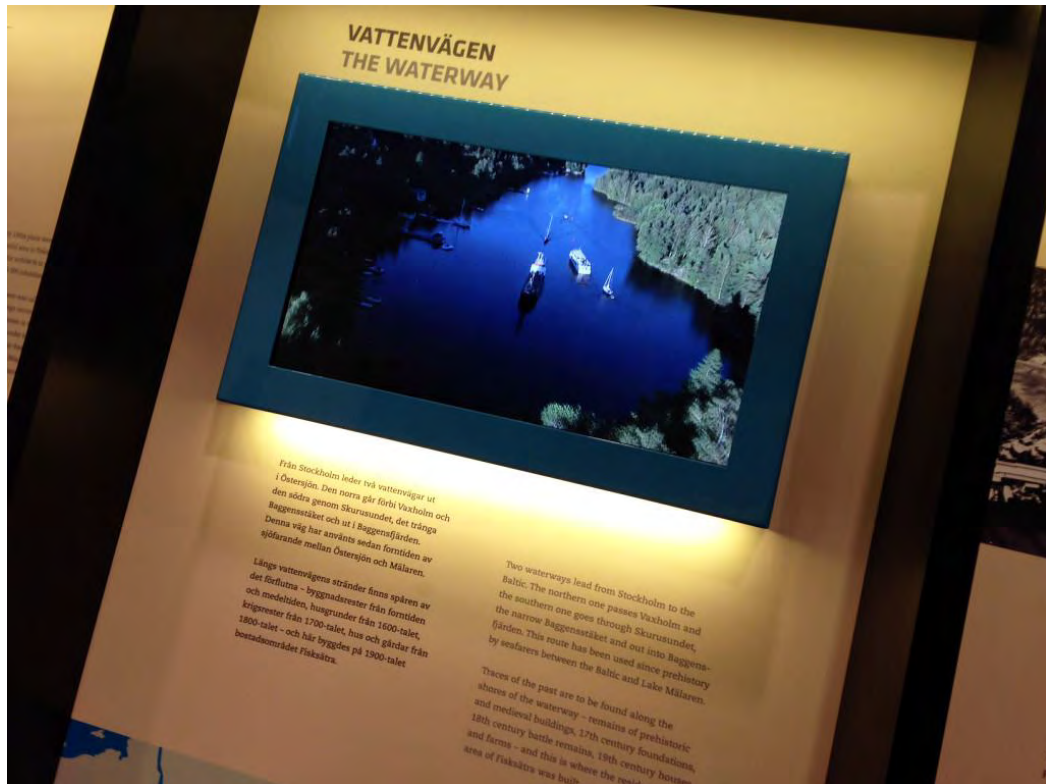 VATTENVÄGEN
THE WATERWAY
Från Stockholm leder två vattenvägar ut
i Östersjön. Den norra går förbi Vaxholm och
den södra genom Skurusundet, det trånga
Baggensstäket och ut i Baggensfjärden.
Denna väg har använts sedan forntiden av
sjöfarande mellan Östersjön och Mälaren.
Längs vattenvägens stränder finns spåren av
det förflutna – byggnadsrester från forntiden
och medeltiden, husgrunder från 1600-talet,
krigsrester från 1700-talet, hus och gårdar från
1800-talet – och här byggdes på 1900-talet
bostadsområdet Fisksätra.
Two waterways lead from Stockholm to the
Baltic. The northern one passes Vaxholm and
the southern one goes through Skurusundet,
the narrow Baggensstäket and out into Baggens-
fjärden. This route has been used since prehistory
by seafarers between the Baltic and Lake Mälaren.
Traces of the past are to be found along the
shores of the waterway – remains of prehistoric
and medieval buildings, 17th century foundations,
18th century battle remains, 19th century houses
and farms – and this is where the
area of Fisksätra was built